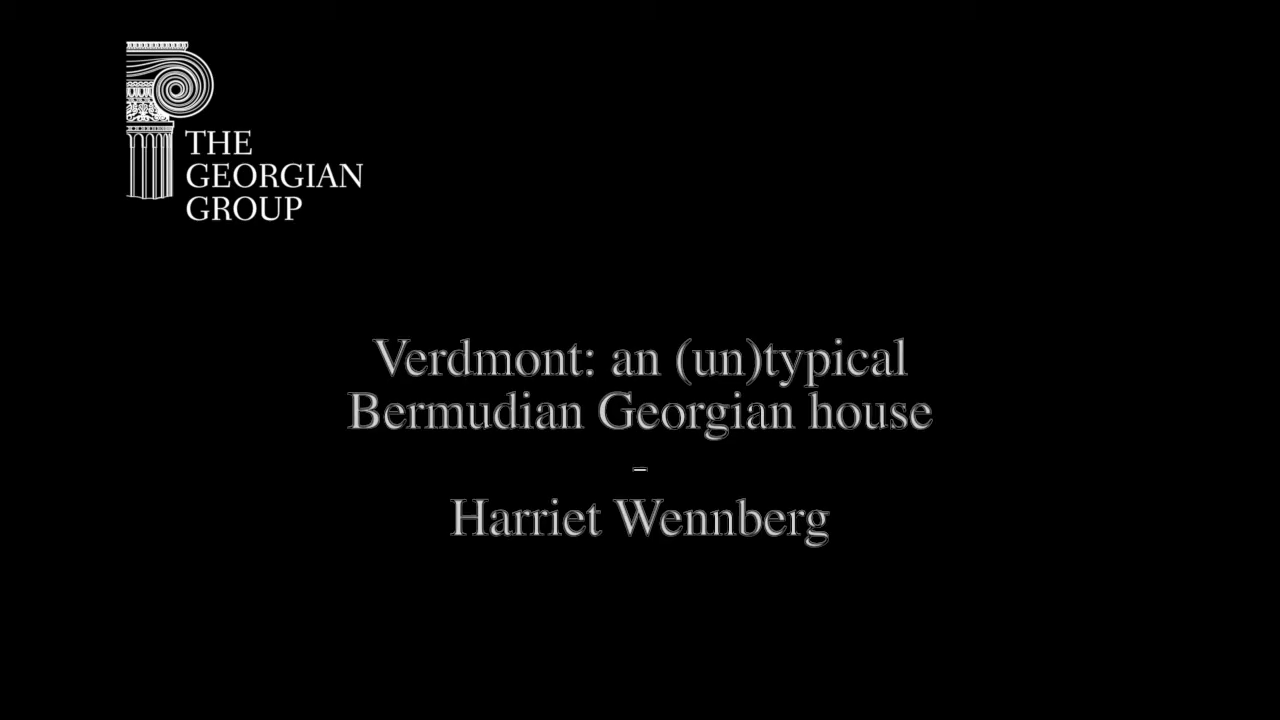 THE
GEORGIAN
GROUP
Verdmont: an (un)typical
Bermudian Georgian house
–
Harriet Wennberg